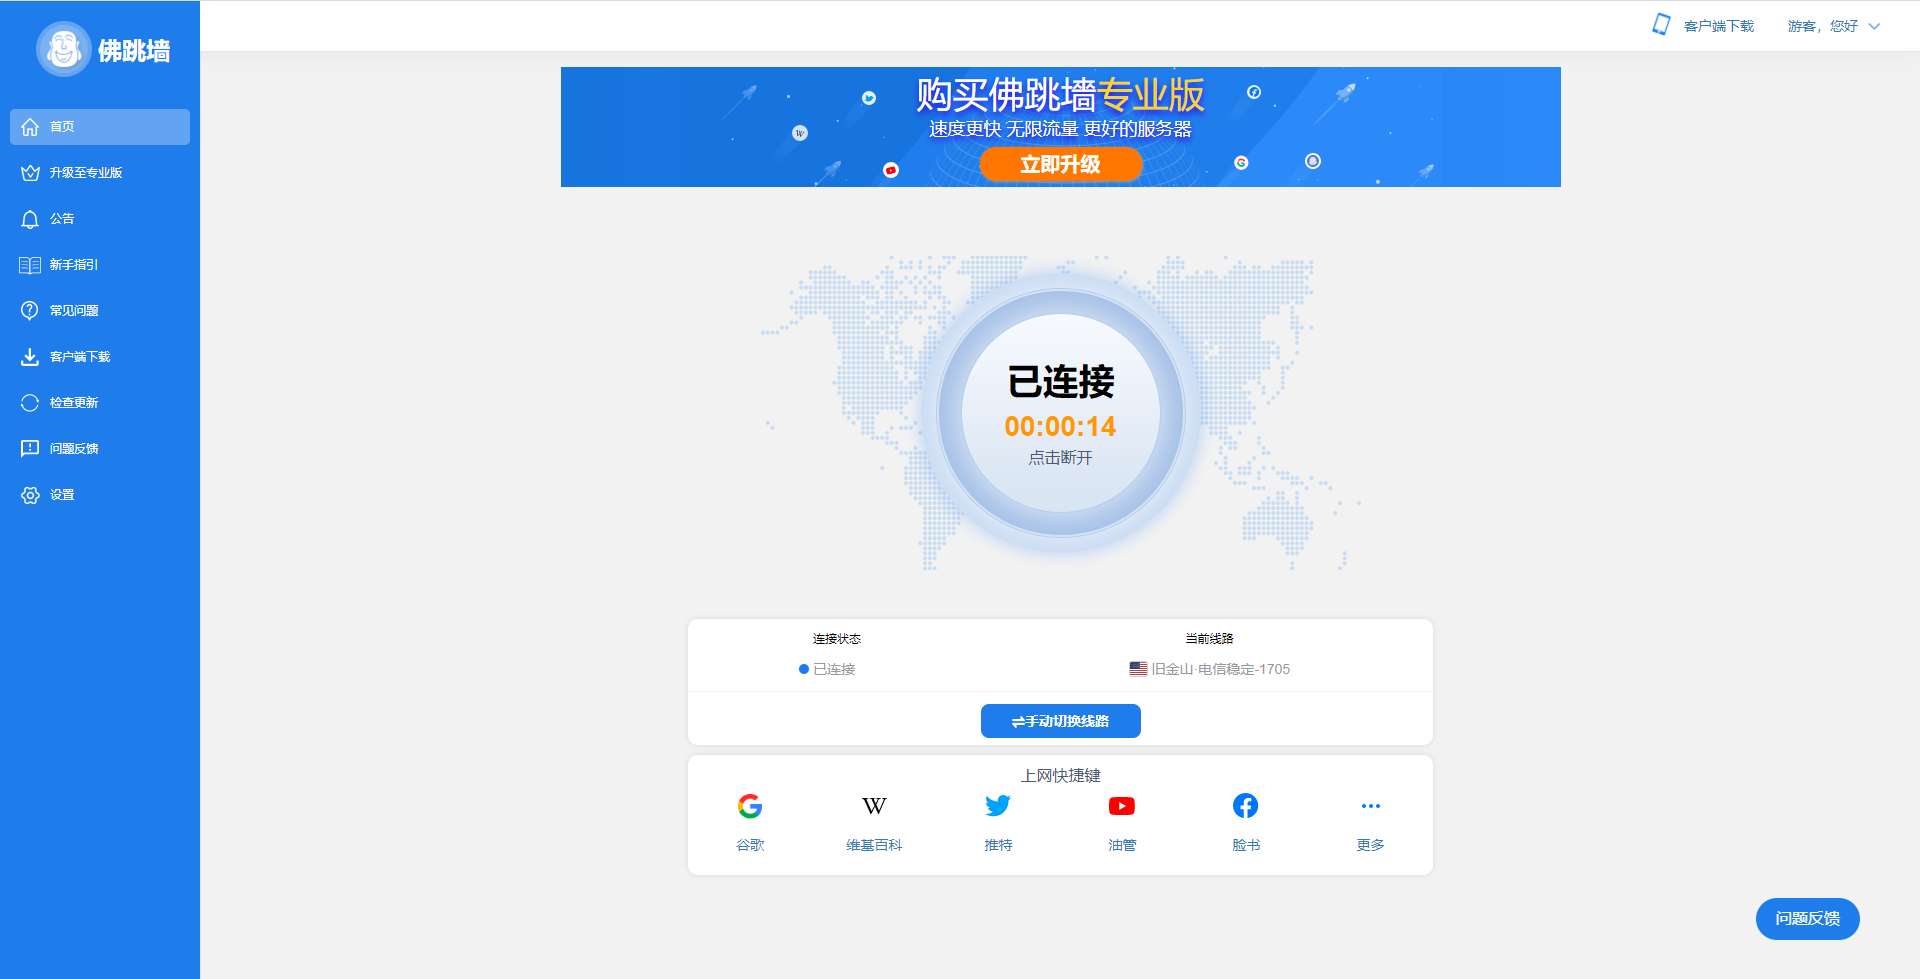 佛跳墙
首页
升级至专业版
公告
新手指引
常见问题
客户端下载
检查更新
问题反馈
设置
客户端下载
游客，您好
购买佛跳墙专业版
速度更快 无限流量 更好的服务器
立即升级
已连接
00:00:14
点击断开
连接状态
当前线路
已连接
旧金山·电信稳定-1705
⇌手动切换线路
上网快捷键
谷歌
维基百科
推特
油管
脸书
更多
问题反馈